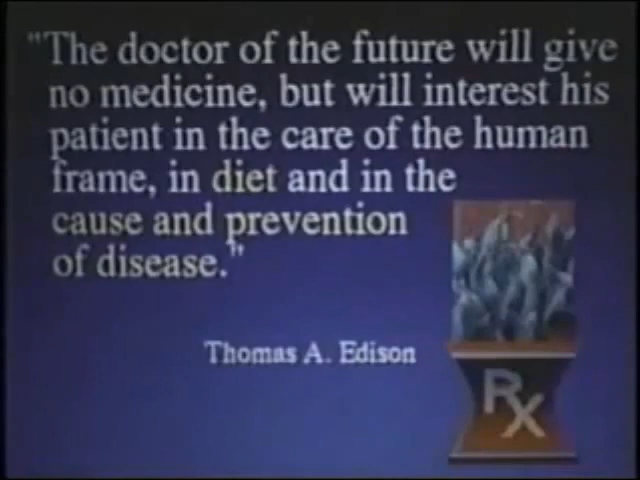 "The doctor of the future will give
no medicine, but will interest his
patient in the care of the human
frame, in diet and in the
cause and prevention
of disease."
Thomas A. Edison
RX